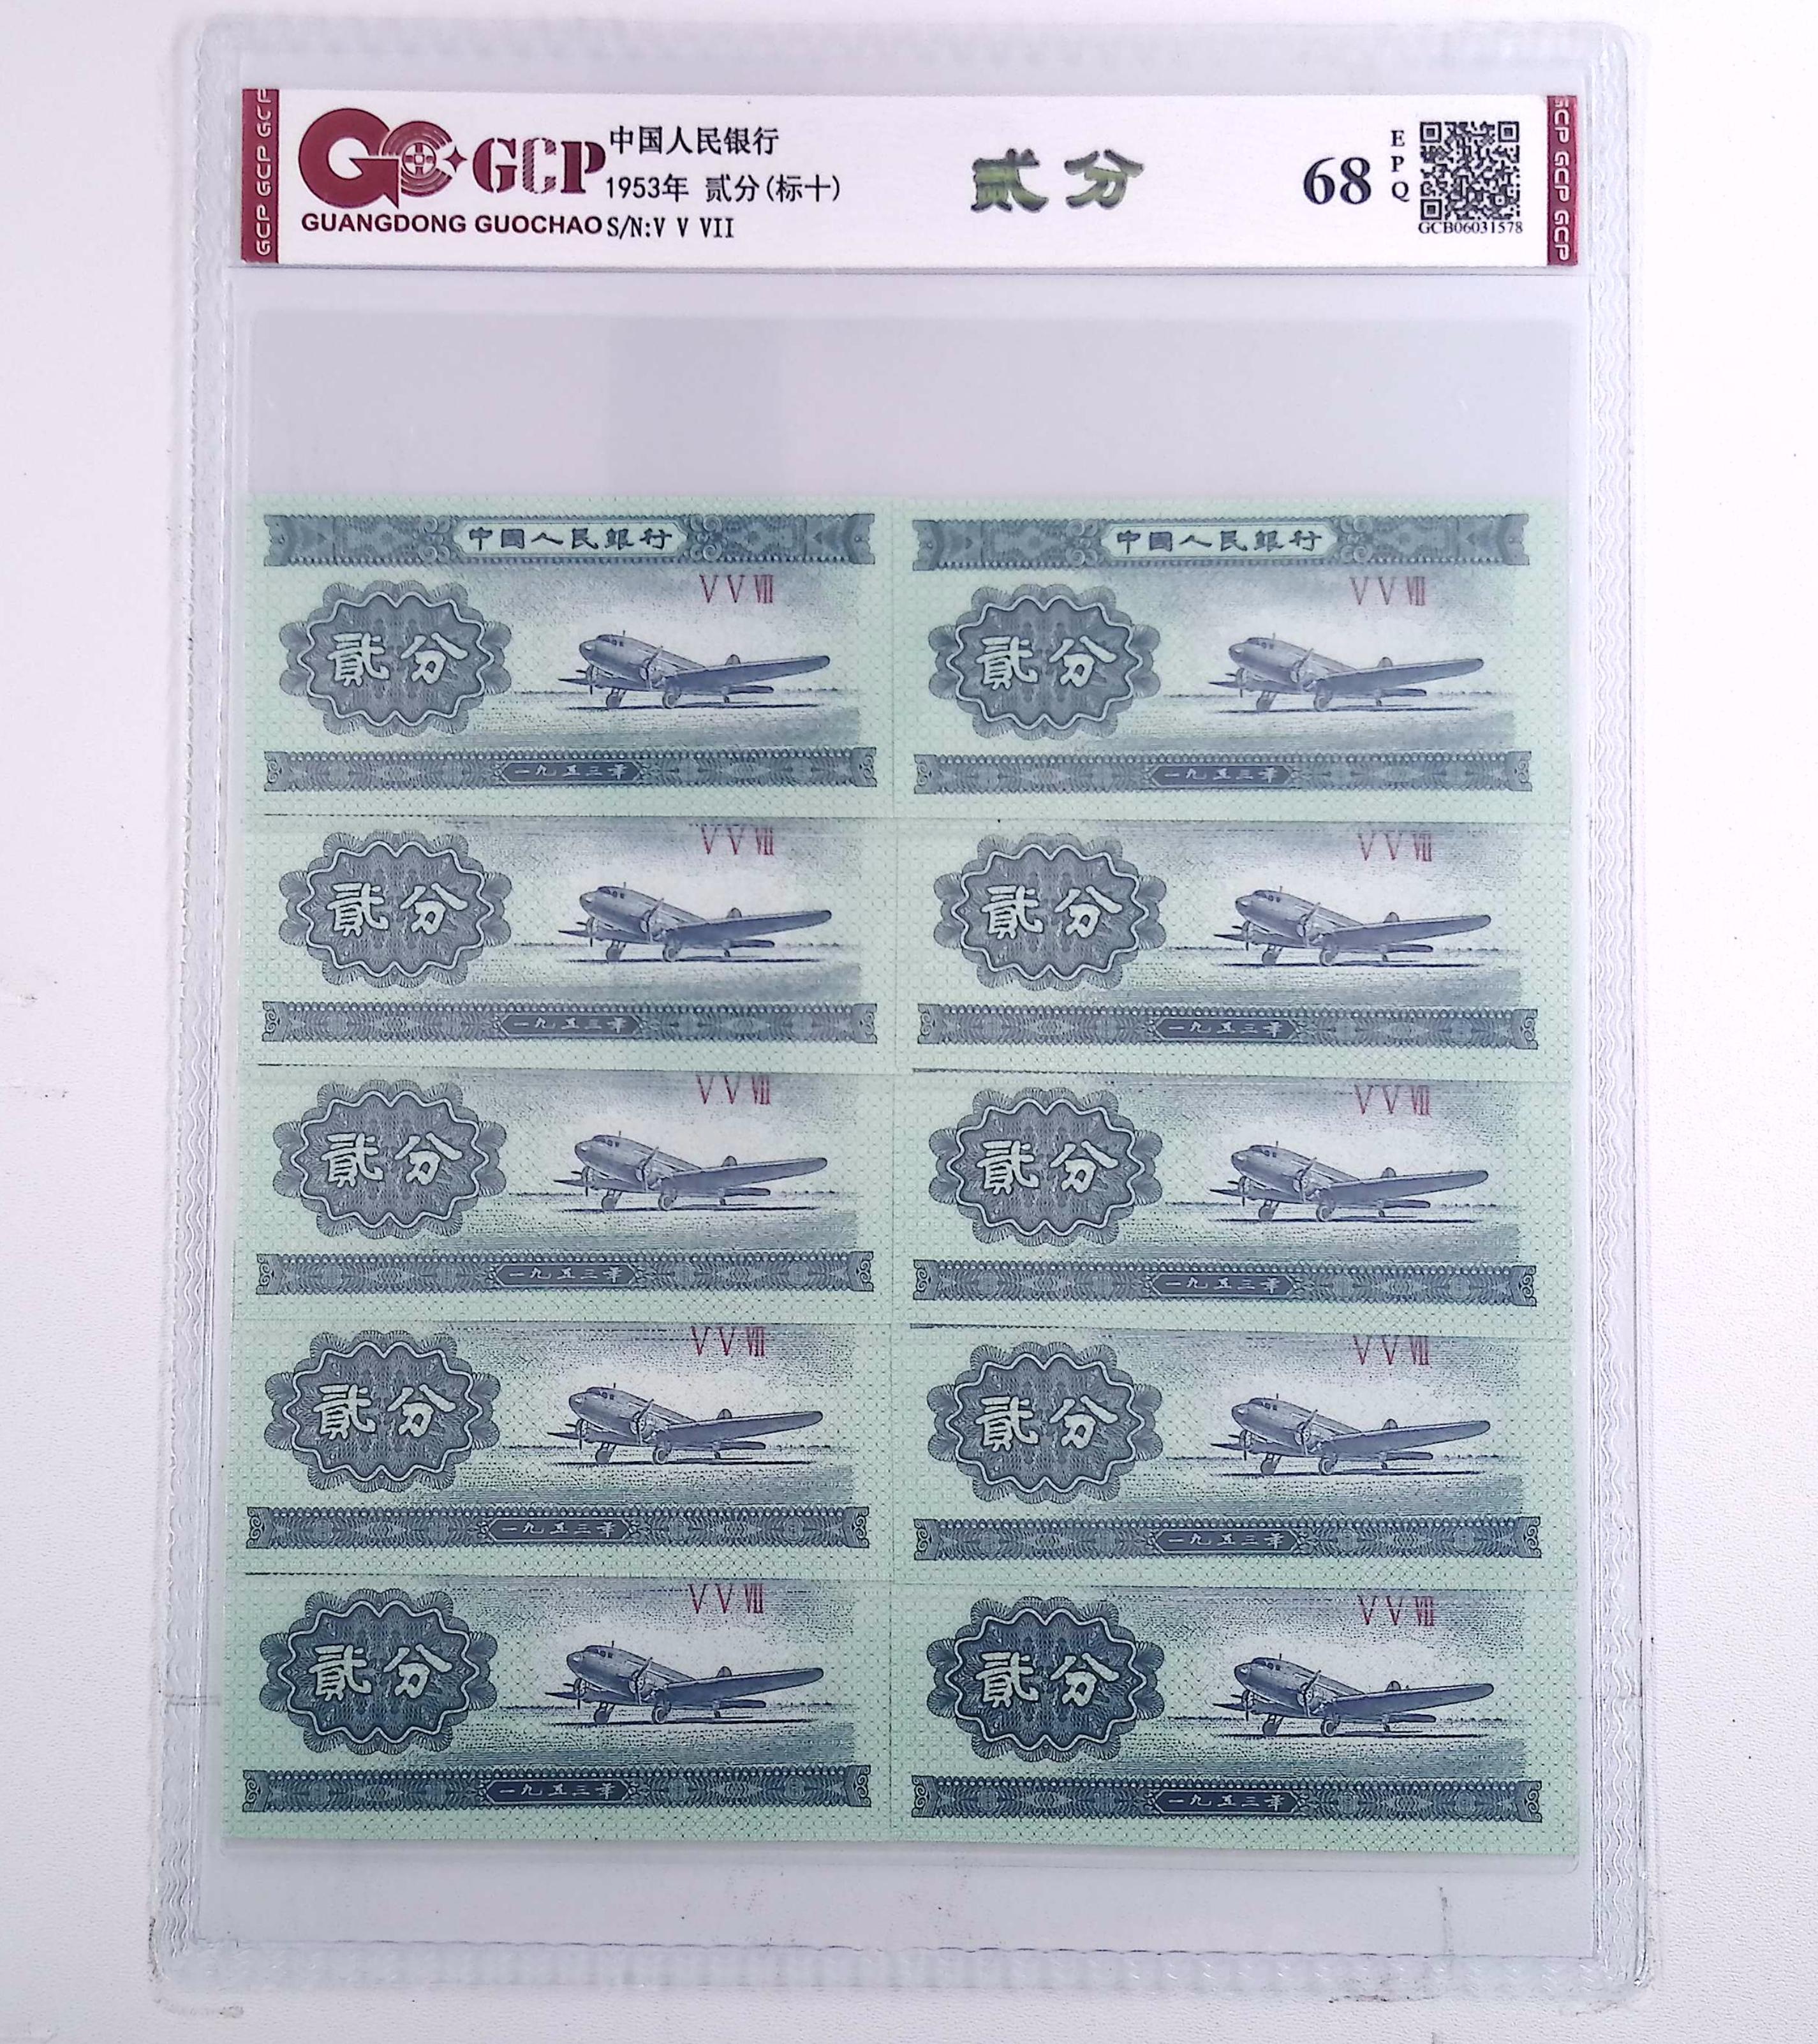 GCP GCP GCP
GCP
中国人民银行
1953年 贰分(标十)
GUANGDONG GUOCHAO
S/N:V V VII
贰分
68
EPQ
GCB06031578
GCP GCP GCP
中國人民銀行
VVVII
貳分
一九五三年
中國人民銀行
VVVII
貳分
一九五三年
VVVII
貳分
一九五三年
VVVII
貳分
一九五三年
VVVII
貳分
一九五三年
VVVII
貳分
一九五三年
VVVII
貳分
一九五三年
VVVII
貳分
一九五三年
VVVII
貳分
一九五三年
VVVII
貳分
一九五三年